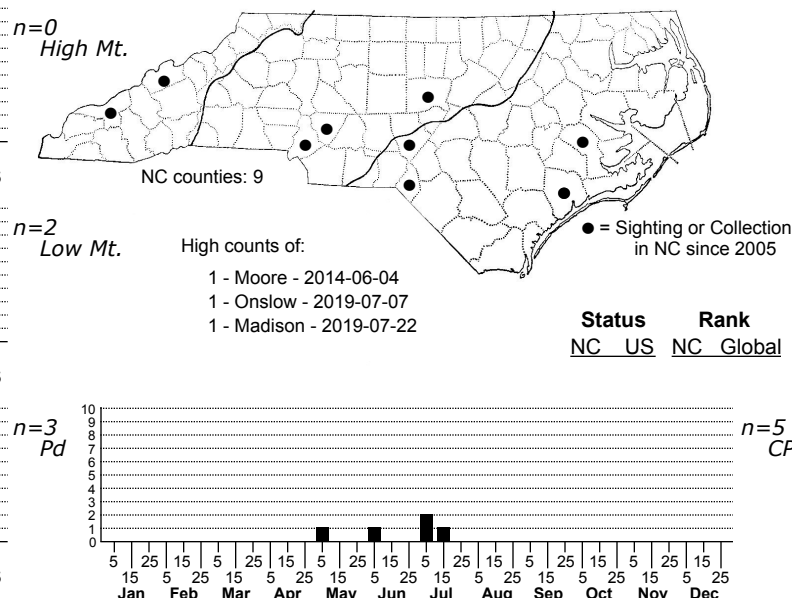 n=0
High Mt.
NC counties: 9
n=2
Low Mt.
High counts of:
1 - Moore - 2014-06-04
1 - Onslow - 2019-07-07
1 - Madison - 2019-07-22
● = Sighting or Collection
in NC since 2005
Status Rank
NC US NC Global
n=3
Pd
n=5
CP
10
9
8
7
6
5
4
3
2
1
0
5 25 15 5 25 15 5 25 15 5 25 15 5 25 15 5 25 15
15 5 25 15 5 25 15 5 25 15 5 25 15 5 25 15 5 25
Jan Feb Mar Apr May Jun Jul Aug Sep Oct Nov Dec